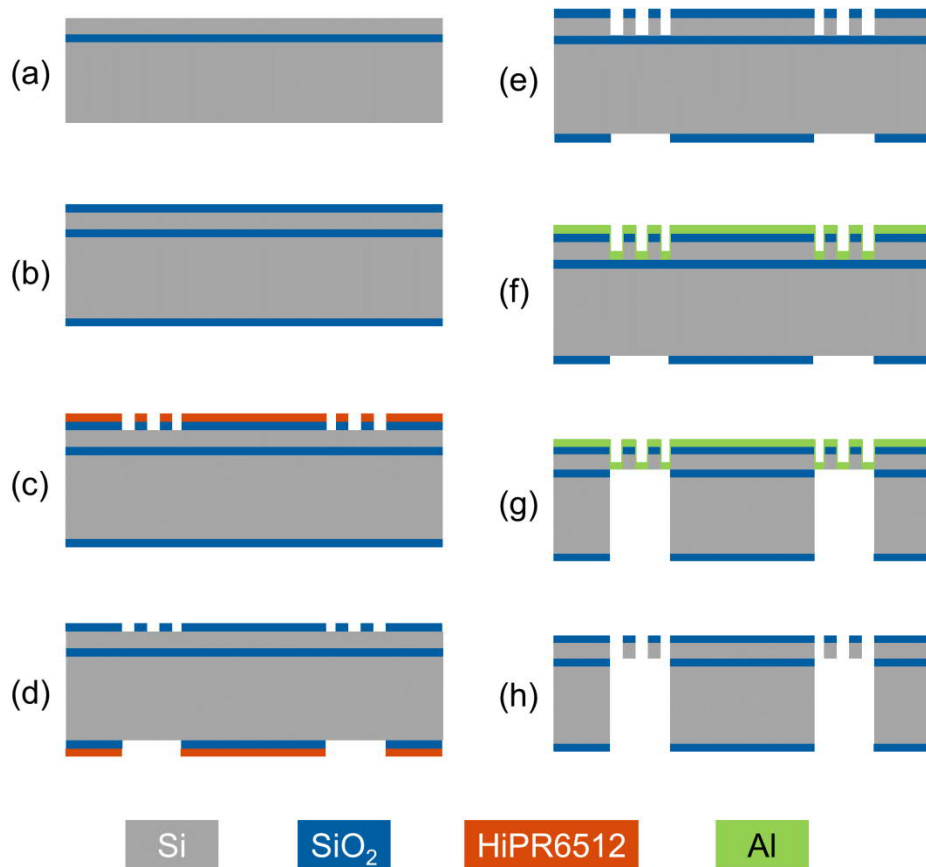 (a)
(b)
(c)
(d)
(e)
(f)
(g)
(h)
Si SiO₂ HiPR6512 Al